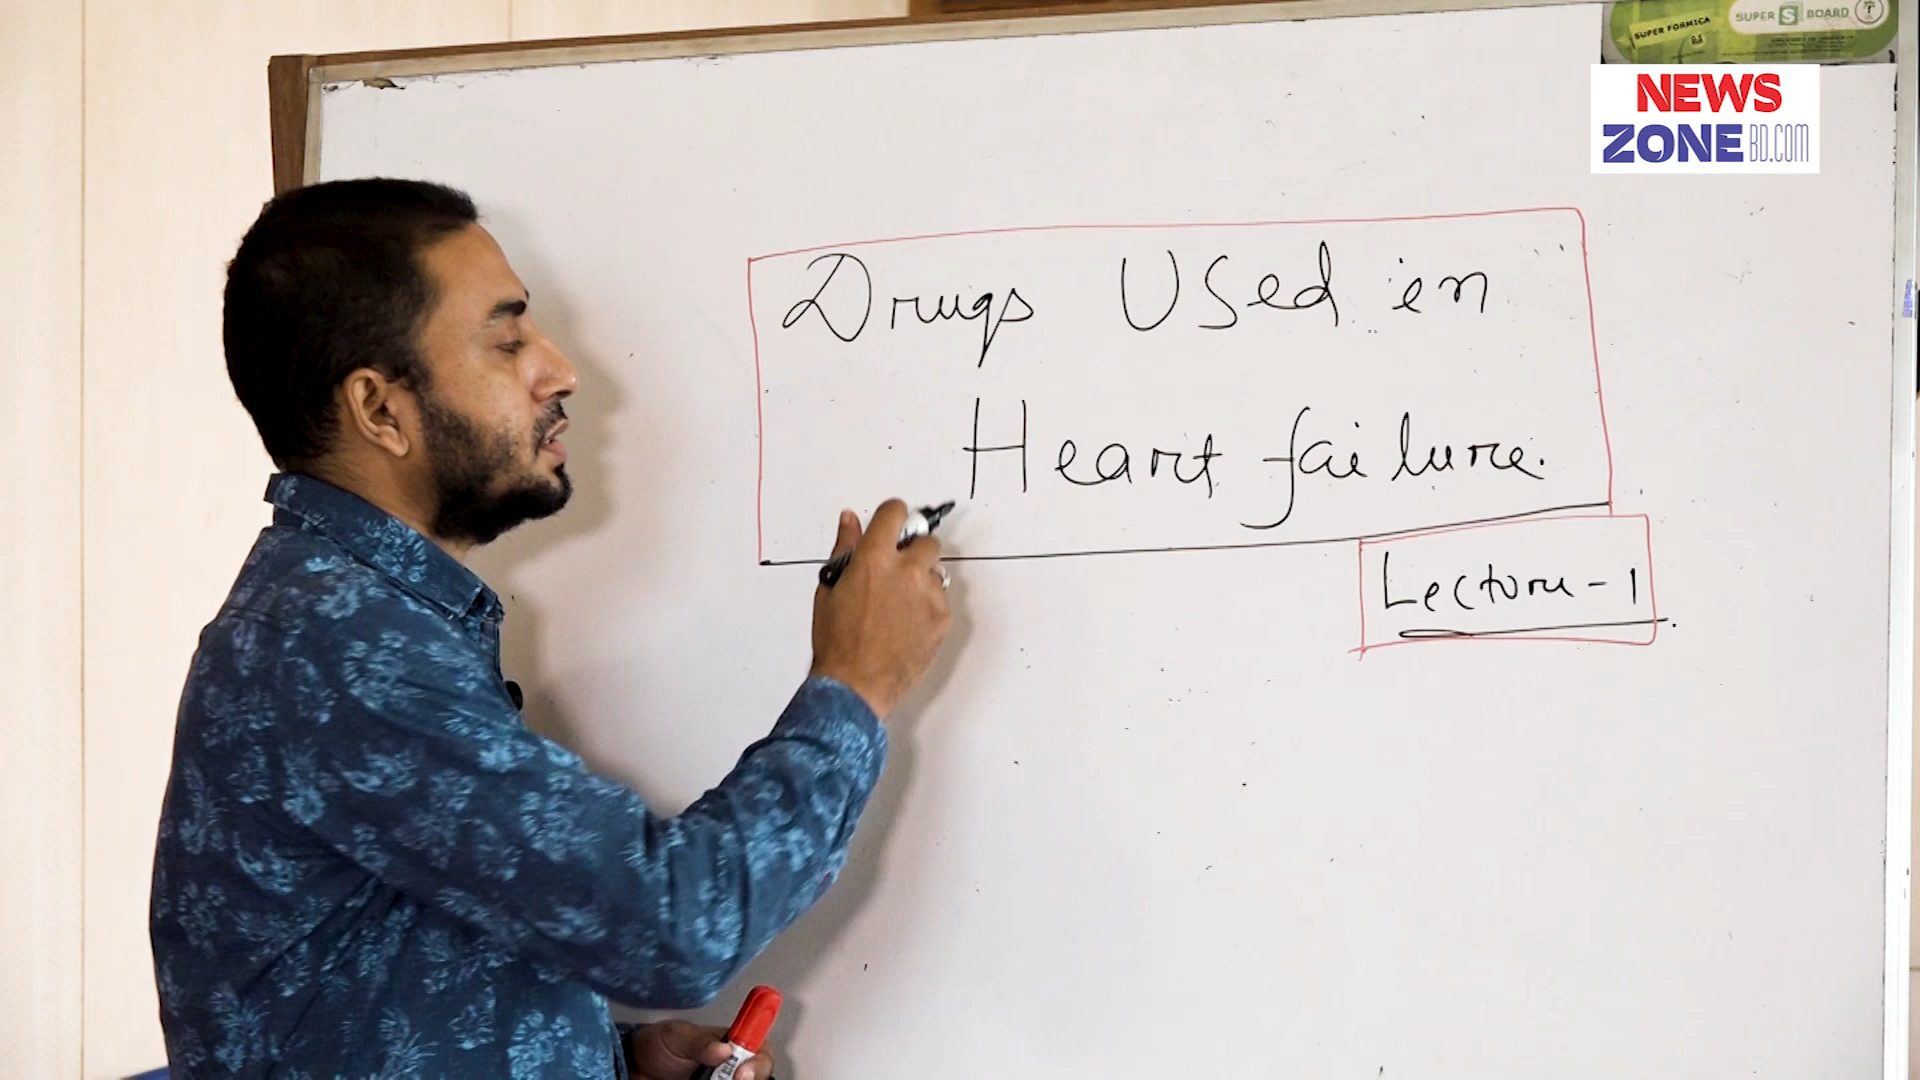 SUPER FORMICA
SUPER S BOARD
NEWS
ZONE BD.COM
Drugs Used in
Heart failure.
Lecture - 1